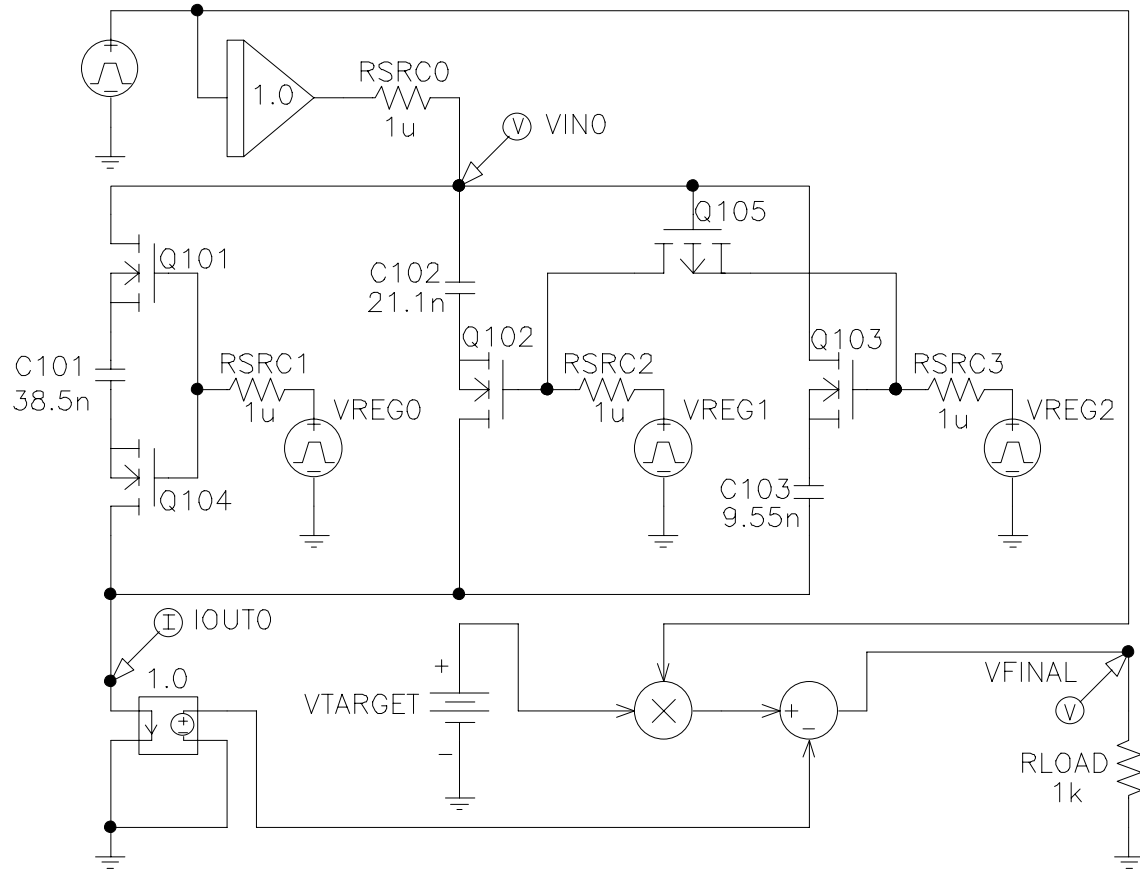 1.0
RSRC0
1u
V
VIN0
Q105
Q101
C102
21.1n
Q102
Q103
C101
38.5n
RSRC1
1u
VREG0
RSRC2
1u
VREG1
RSRC3
1u
VREG2
Q104
C103
9.55n
I
IOUT0
1.0
VTARGET
VFINAL
V
RLOAD
1k